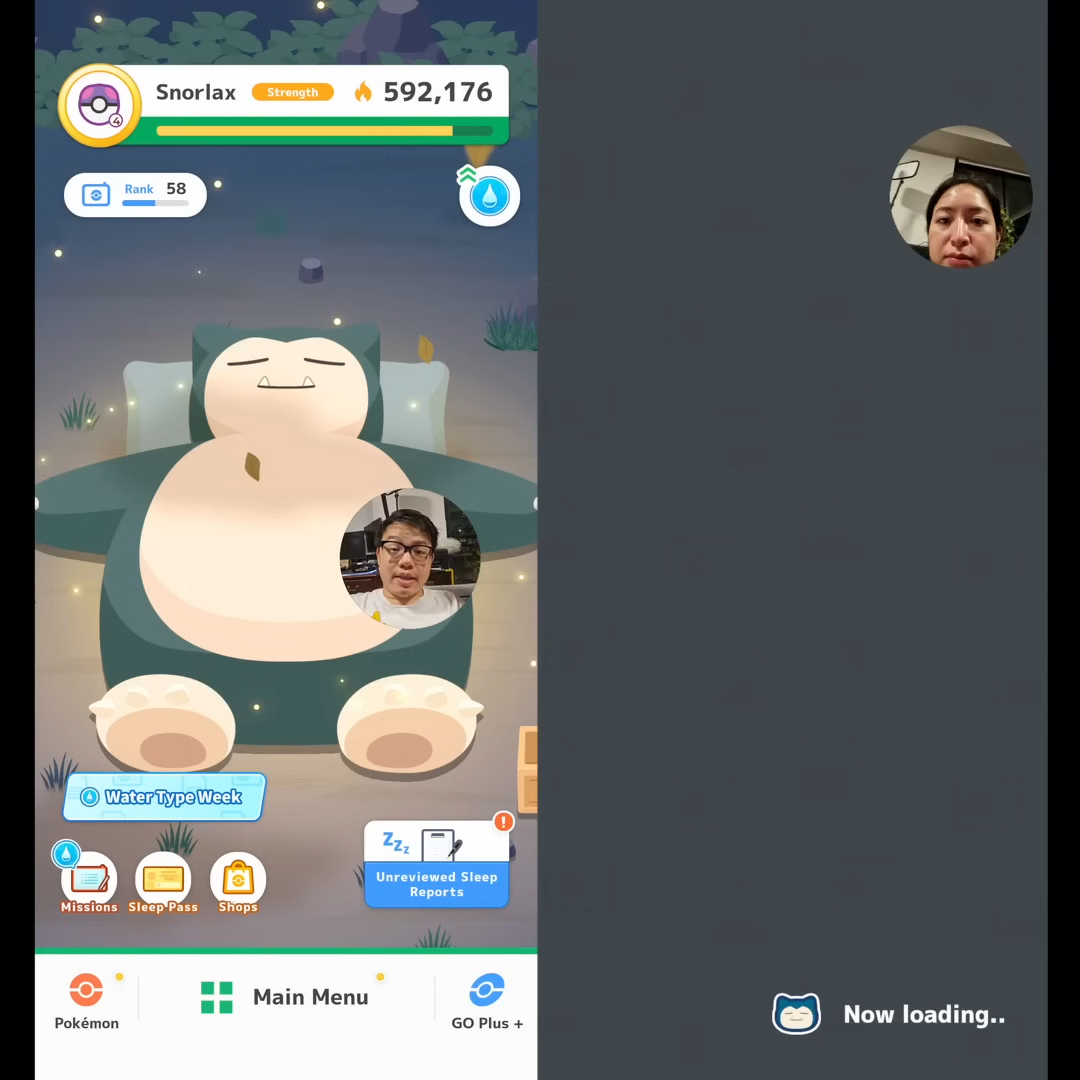 Snorlax Strength 592,176
4
Rank 58
Water Type Week
Zzz
Unreviewed Sleep
Reports
Missions Sleep Pass Shops
Pokémon
Main Menu
GO Plus +
Now loading..